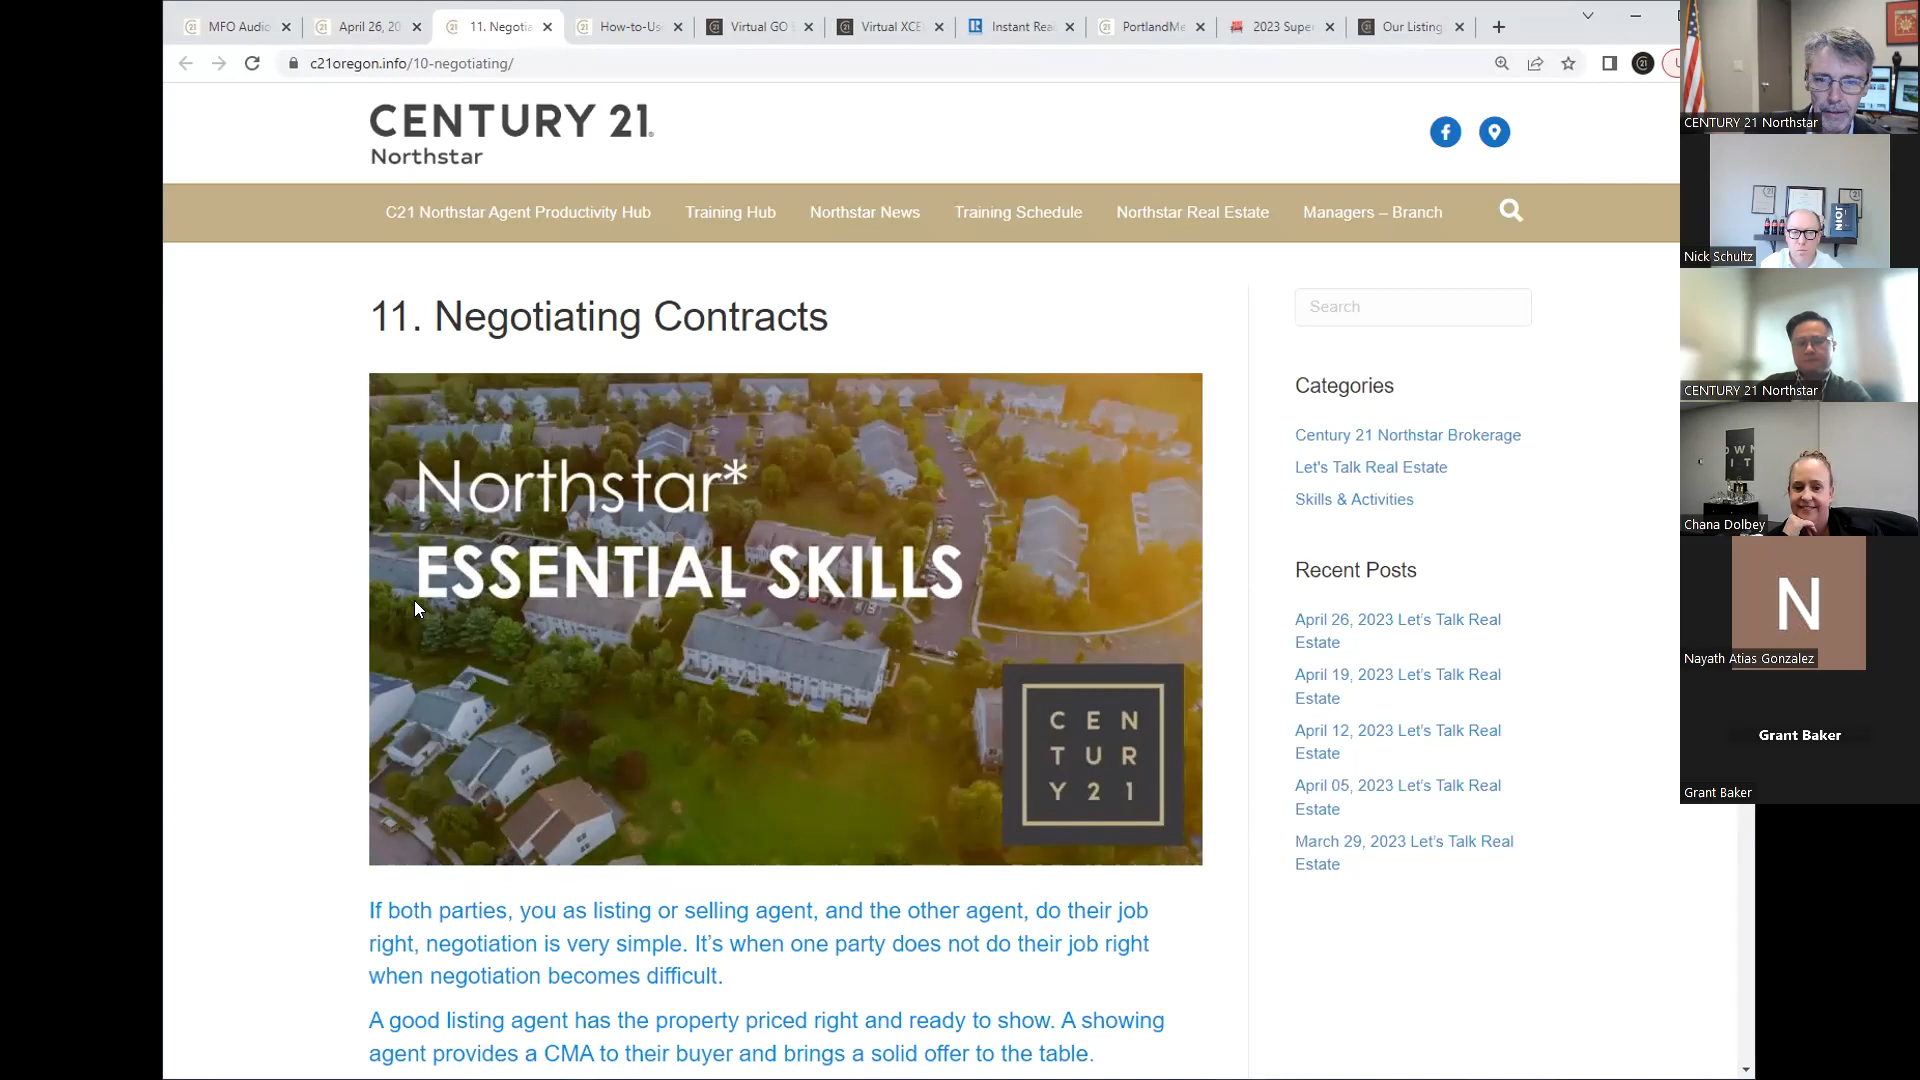 MFO Audio
April 26, 20
11. Negotia
How-to-Us
Virtual GO
Virtual XCE
Instant Rea
PortlandMe
2023 Super
Our Listing
c21oregon.info/10-negotiating/
CENTURY 21.
Northstar
C21 Northstar Agent Productivity Hub
Training Hub
Northstar News
Training Schedule
Northstar Real Estate
Managers – Branch
11. Negotiating Contracts
Northstar*
ESSENTIAL SKILLS
CEN
TUR
Y21
If both parties, you as listing or selling agent, and the other agent, do their job
right, negotiation is very simple. It’s when one party does not do their job right
when negotiation becomes difficult.
A good listing agent has the property priced right and ready to show. A showing
agent provides a CMA to their buyer and brings a solid offer to the table.
Search
Categories
Century 21 Northstar Brokerage
Let's Talk Real Estate
Skills & Activities
Recent Posts
April 26, 2023 Let’s Talk Real
Estate
April 19, 2023 Let’s Talk Real
Estate
April 12, 2023 Let’s Talk Real
Estate
April 05, 2023 Let’s Talk Real
Estate
March 29, 2023 Let’s Talk Real
Estate
CENTURY 21 Northstar
JOIN
Nick Schultz
CENTURY 21 Northstar
OWN
IT
Chana Dolbey
N
Nayath Atias Gonzalez
Grant Baker
Grant Baker